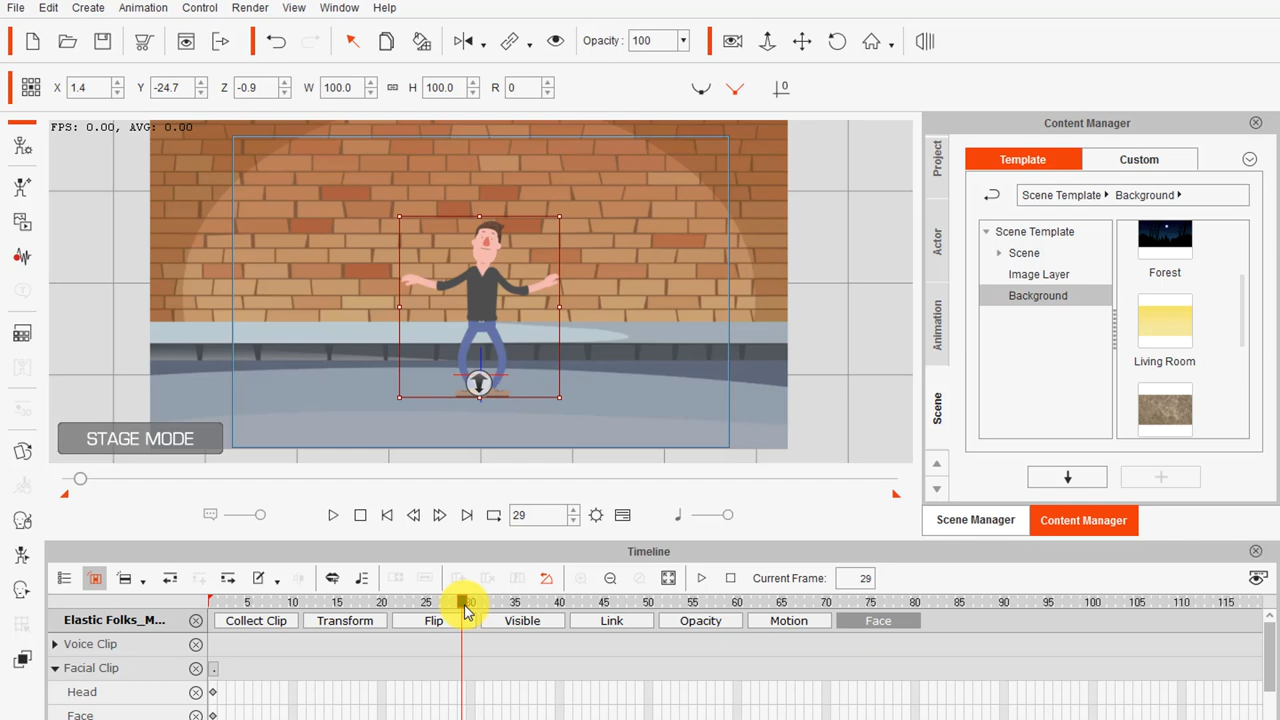 File Edit Create Animation Control Render View Window Help
Opacity : 100
X 1.4 Y -24.7 Z -0.9 W 100.0 H 100.0 R 0
FPS: 0.00, AVG: 0.00
STAGE MODE
Content Manager
Project
Actor
Animation
Scene
Template Custom
Scene Template Background
Scene Template
Scene
Image Layer
Background
Forest
Living Room
Scene Manager Content Manager
29
Timeline
Current Frame: 29
5 10 15 20 25 30 35 40 45 50 55 60 65 70 75 80 85 90 95 100 105 110 115
Elastic Folks_M... Collect Clip Transform Flip Visible Link Opacity Motion Face
Voice Clip
Facial Clip
Head
Face